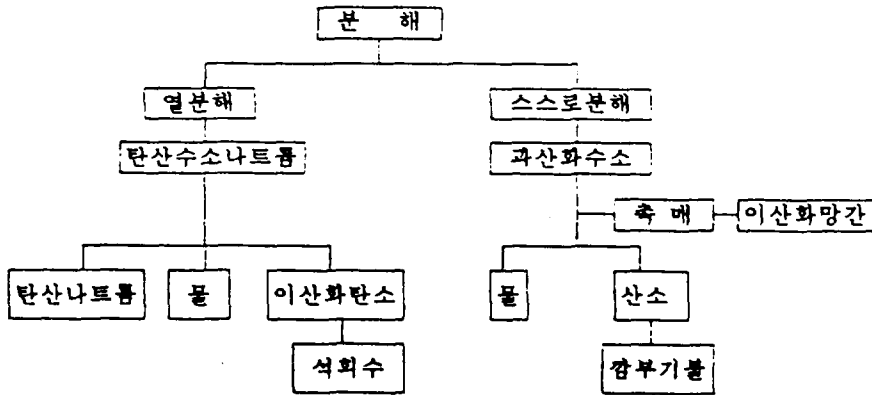 분 해
열분해 스스로분해
탄산수소나트륨 과산화수소
촉 매 이산화망간
탄산나트륨 물 이산화탄소 물 산소
석회수 깜부기불